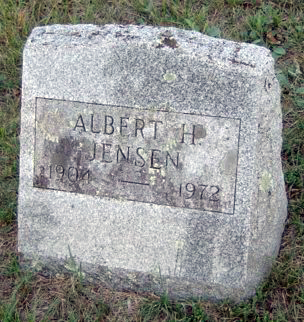 ALBERT H.
JENSEN
1904 — 1972